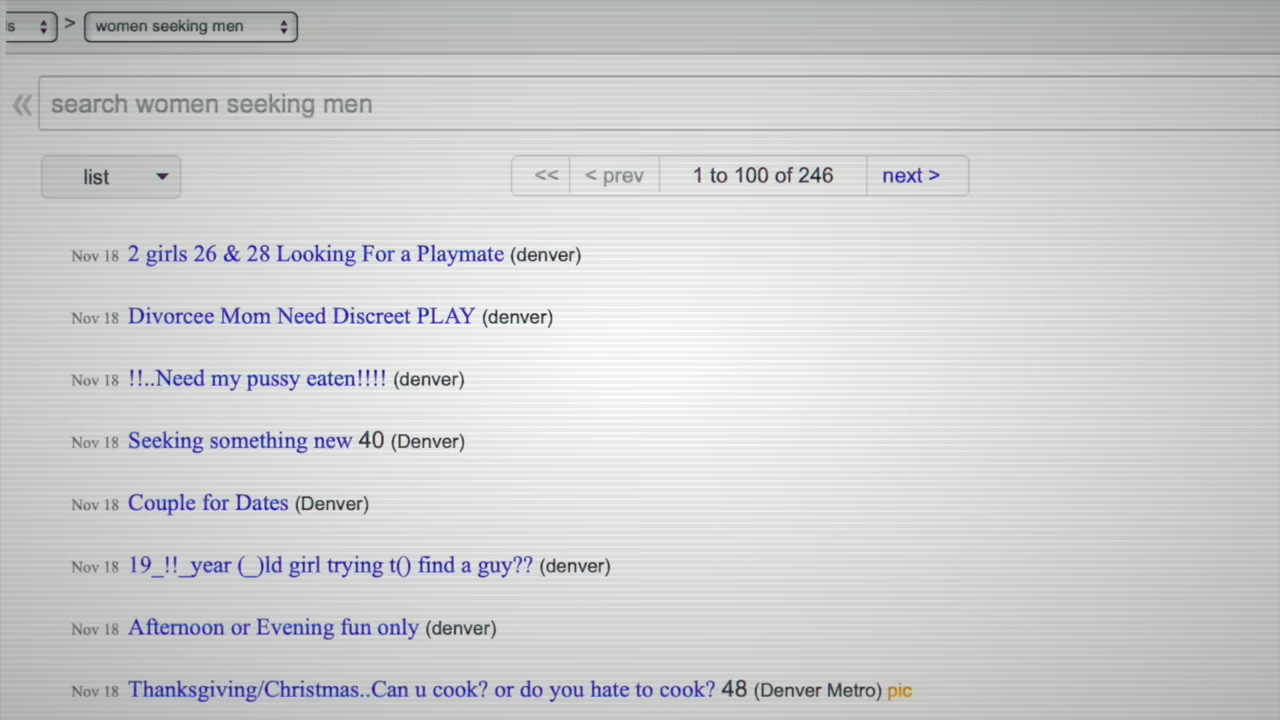 s > women seeking men
« search women seeking men
list << < prev 1 to 100 of 246 next >
Nov 18 2 girls 26 & 28 Looking For a Playmate (denver)
Nov 18 Divorcee Mom Need Discreet PLAY (denver)
Nov 18 !!..Need my pussy eaten!!!! (denver)
Nov 18 Seeking something new 40 (Denver)
Nov 18 Couple for Dates (Denver)
Nov 18 19_!!_year (_)ld girl trying t() find a guy?? (denver)
Nov 18 Afternoon or Evening fun only (denver)
Nov 18 Thanksgiving/Christmas..Can u cook? or do you hate to cook? 48 (Denver Metro) pic